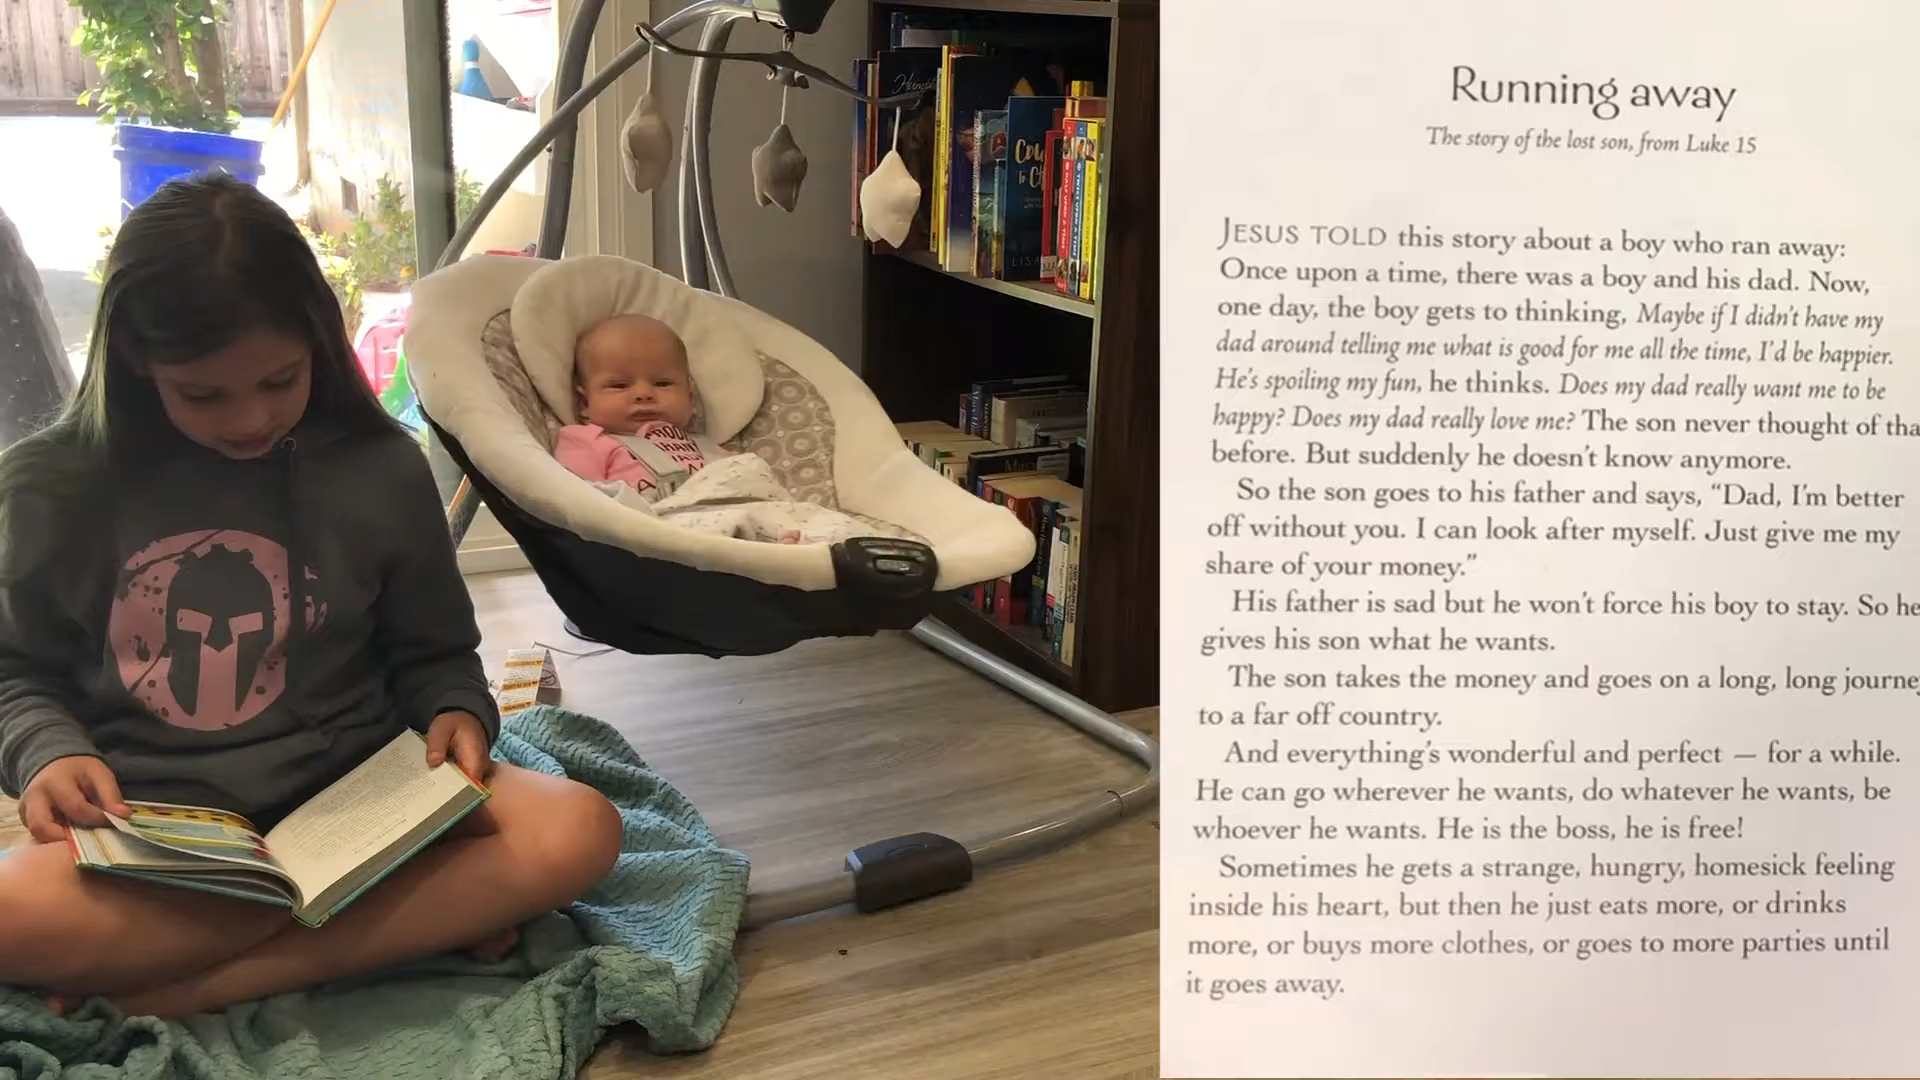 Running away
The story of the lost son, from Luke 15
JESUS TOLD this story about a boy who ran away:
Once upon a time, there was a boy and his dad. Now,
one day, the boy gets to thinking, Maybe if I didn't have my
dad around telling me what is good for me all the time, I'd be happier.
He's spoiling my fun, he thinks. Does my dad really want me to be
happy? Does my dad really love me? The son never thought of tha
before. But suddenly he doesn't know anymore.
So the son goes to his father and says, "Dad, I'm better
off without you. I can look after myself. Just give me my
share of your money."
His father is sad but he won't force his boy to stay. So he
gives his son what he wants.
The son takes the money and goes on a long, long journey
to a far off country.
And everything's wonderful and perfect — for a while.
He can go wherever he wants, do whatever he wants, be
whoever he wants. He is the boss, he is free!
Sometimes he gets a strange, hungry, homesick feeling
inside his heart, but then he just eats more, or drinks
more, or buys more clothes, or goes to more parties until
it goes away.